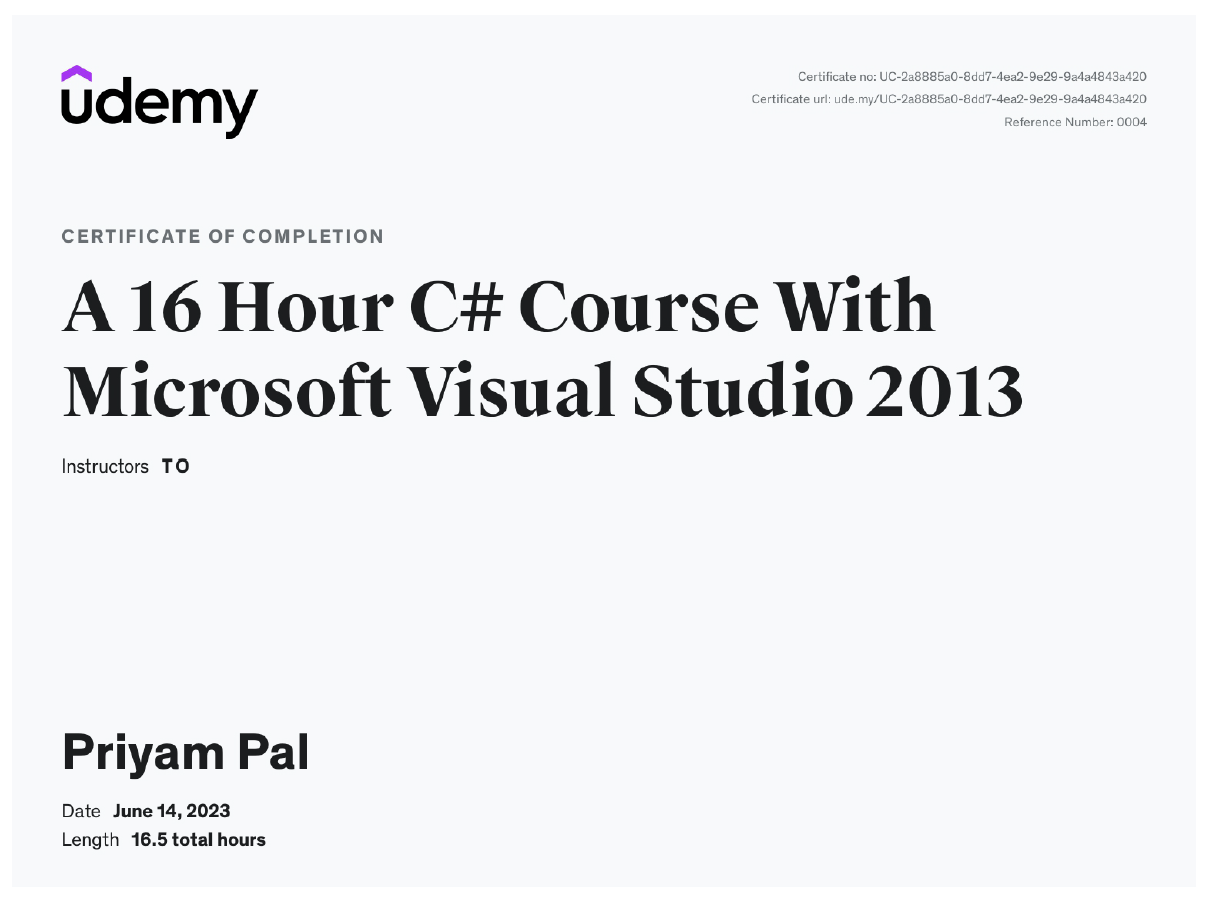 udemy
Certificate no: UC-2a8885a0-8dd7-4ea2-9e29-9a4a4843a420
Certificate url: ude.my/UC-2a8885a0-8dd7-4ea2-9e29-9a4a4843a420
Reference Number: 0004
CERTIFICATE OF COMPLETION
A 16 Hour C# Course With
Microsoft Visual Studio 2013
Instructors TO
Priyam Pal
Date June 14, 2023
Length 16.5 total hours